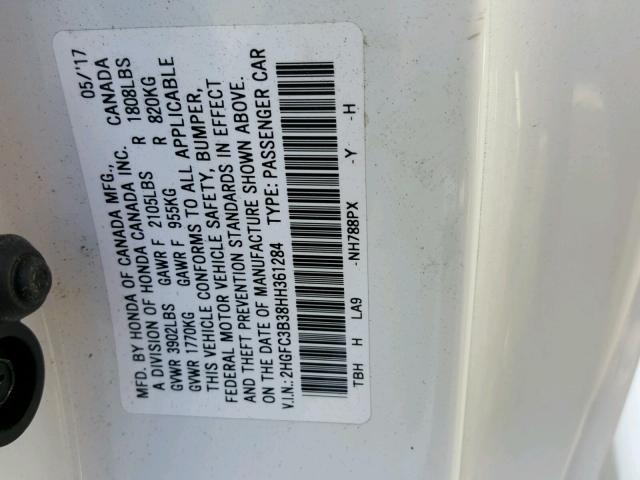 MFD. BY HONDA OF CANADA MFG., 05/'17
A DIVISION OF HONDA CANADA INC. CANADA
GVWR 3902LBS GAWR F 2105LBS R 1808LBS
GVWR 1770KG GAWR F 955KG R 820KG
THIS VEHICLE CONFORMS TO ALL APPLICABLE
FEDERAL MOTOR VEHICLE SAFETY, BUMPER,
AND THEFT PREVENTION STANDARDS IN EFFECT
ON THE DATE OF MANUFACTURE SHOWN ABOVE.
V.I.N.:2HGFC3B38HH361284 TYPE: PASSENGER CAR
TBH H LA9 -NH788PX -Y -H